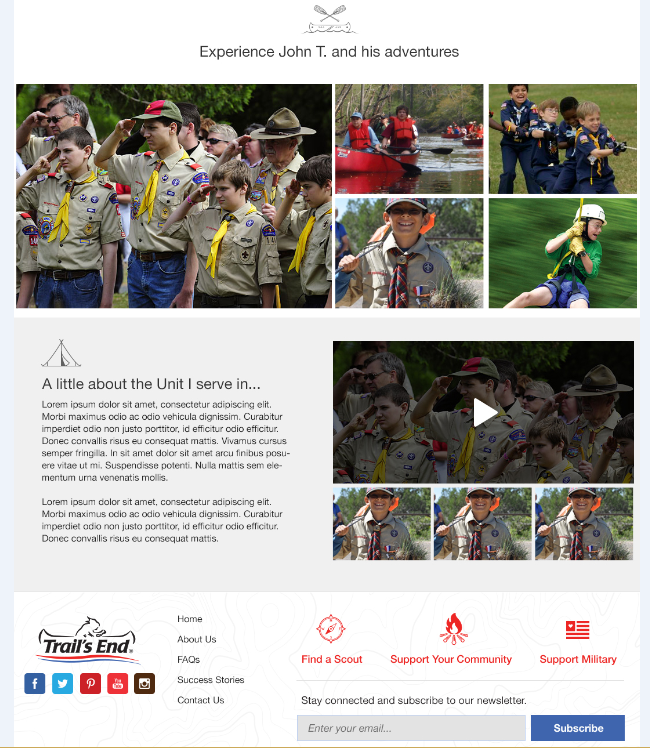 Experience John T. and his adventures
A little about the Unit I serve in...
Lorem ipsum dolor sit amet, consectetur adipiscing elit.
Morbi maximus odio ac odio vehicula dignissim. Curabitur
imperdiet odio non justo porttitor, id efficitur odio efficitur.
Donec convallis risus eu consequat mattis. Vivamus cursus
semper fringilla. In sit amet dolor sit amet arcu finibus posu-
ere vitae ut mi. Suspendisse potenti. Nulla mattis sem ele-
mentum urna venenatis mollis.
Lorem ipsum dolor sit amet, consectetur adipiscing elit.
Morbi maximus odio ac odio vehicula dignissim. Curabitur
imperdiet odio non justo porttitor, id efficitur odio efficitur.
Donec convallis risus eu consequat mattis.
Trail's End®
Home
About Us
FAQs
Success Stories
Contact Us
Find a Scout
Support Your Community
Support Military
Stay connected and subscribe to our newsletter.
Enter your email...
Subscribe